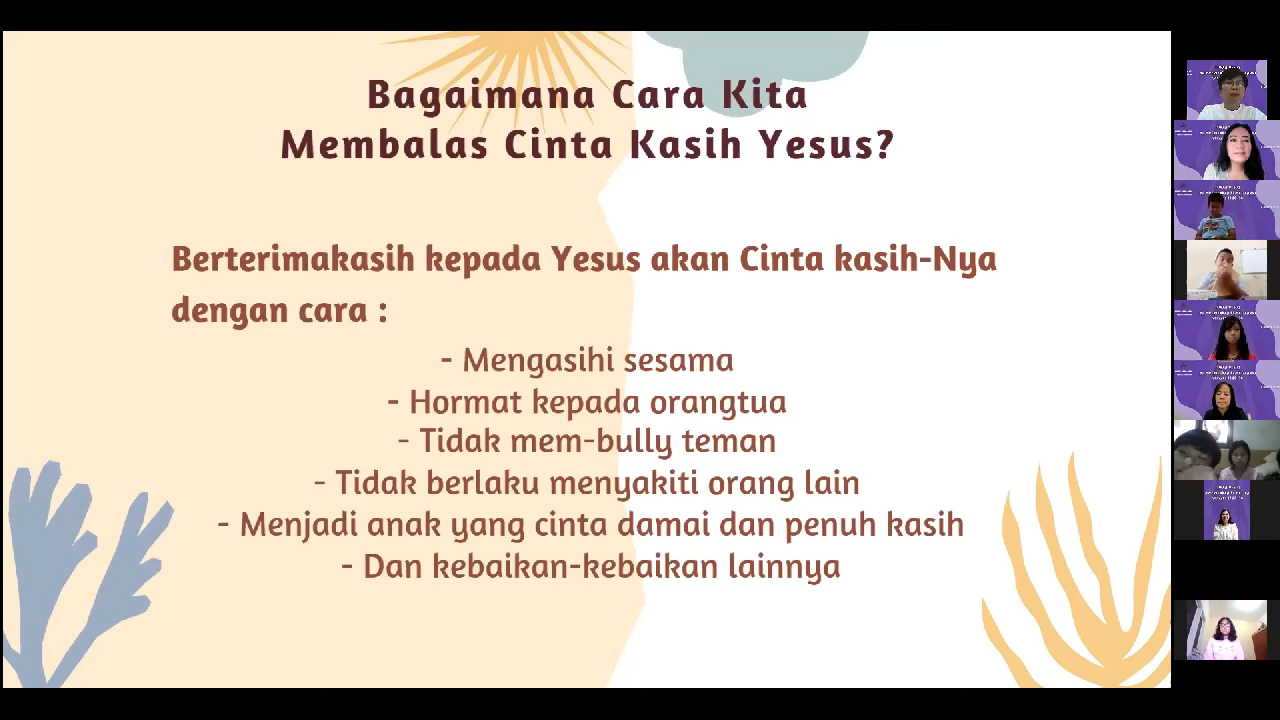 Bagaimana Cara Kita
Membalas Cinta Kasih Yesus?
Berterimakasih kepada Yesus akan Cinta kasih-Nya
dengan cara :
- Mengasihi sesama
- Hormat kepada orangtua
- Tidak mem-bully teman
- Tidak berlaku menyakiti orang lain
- Menjadi anak yang cinta damai dan penuh kasih
- Dan kebaikan-kebaikan lainnya